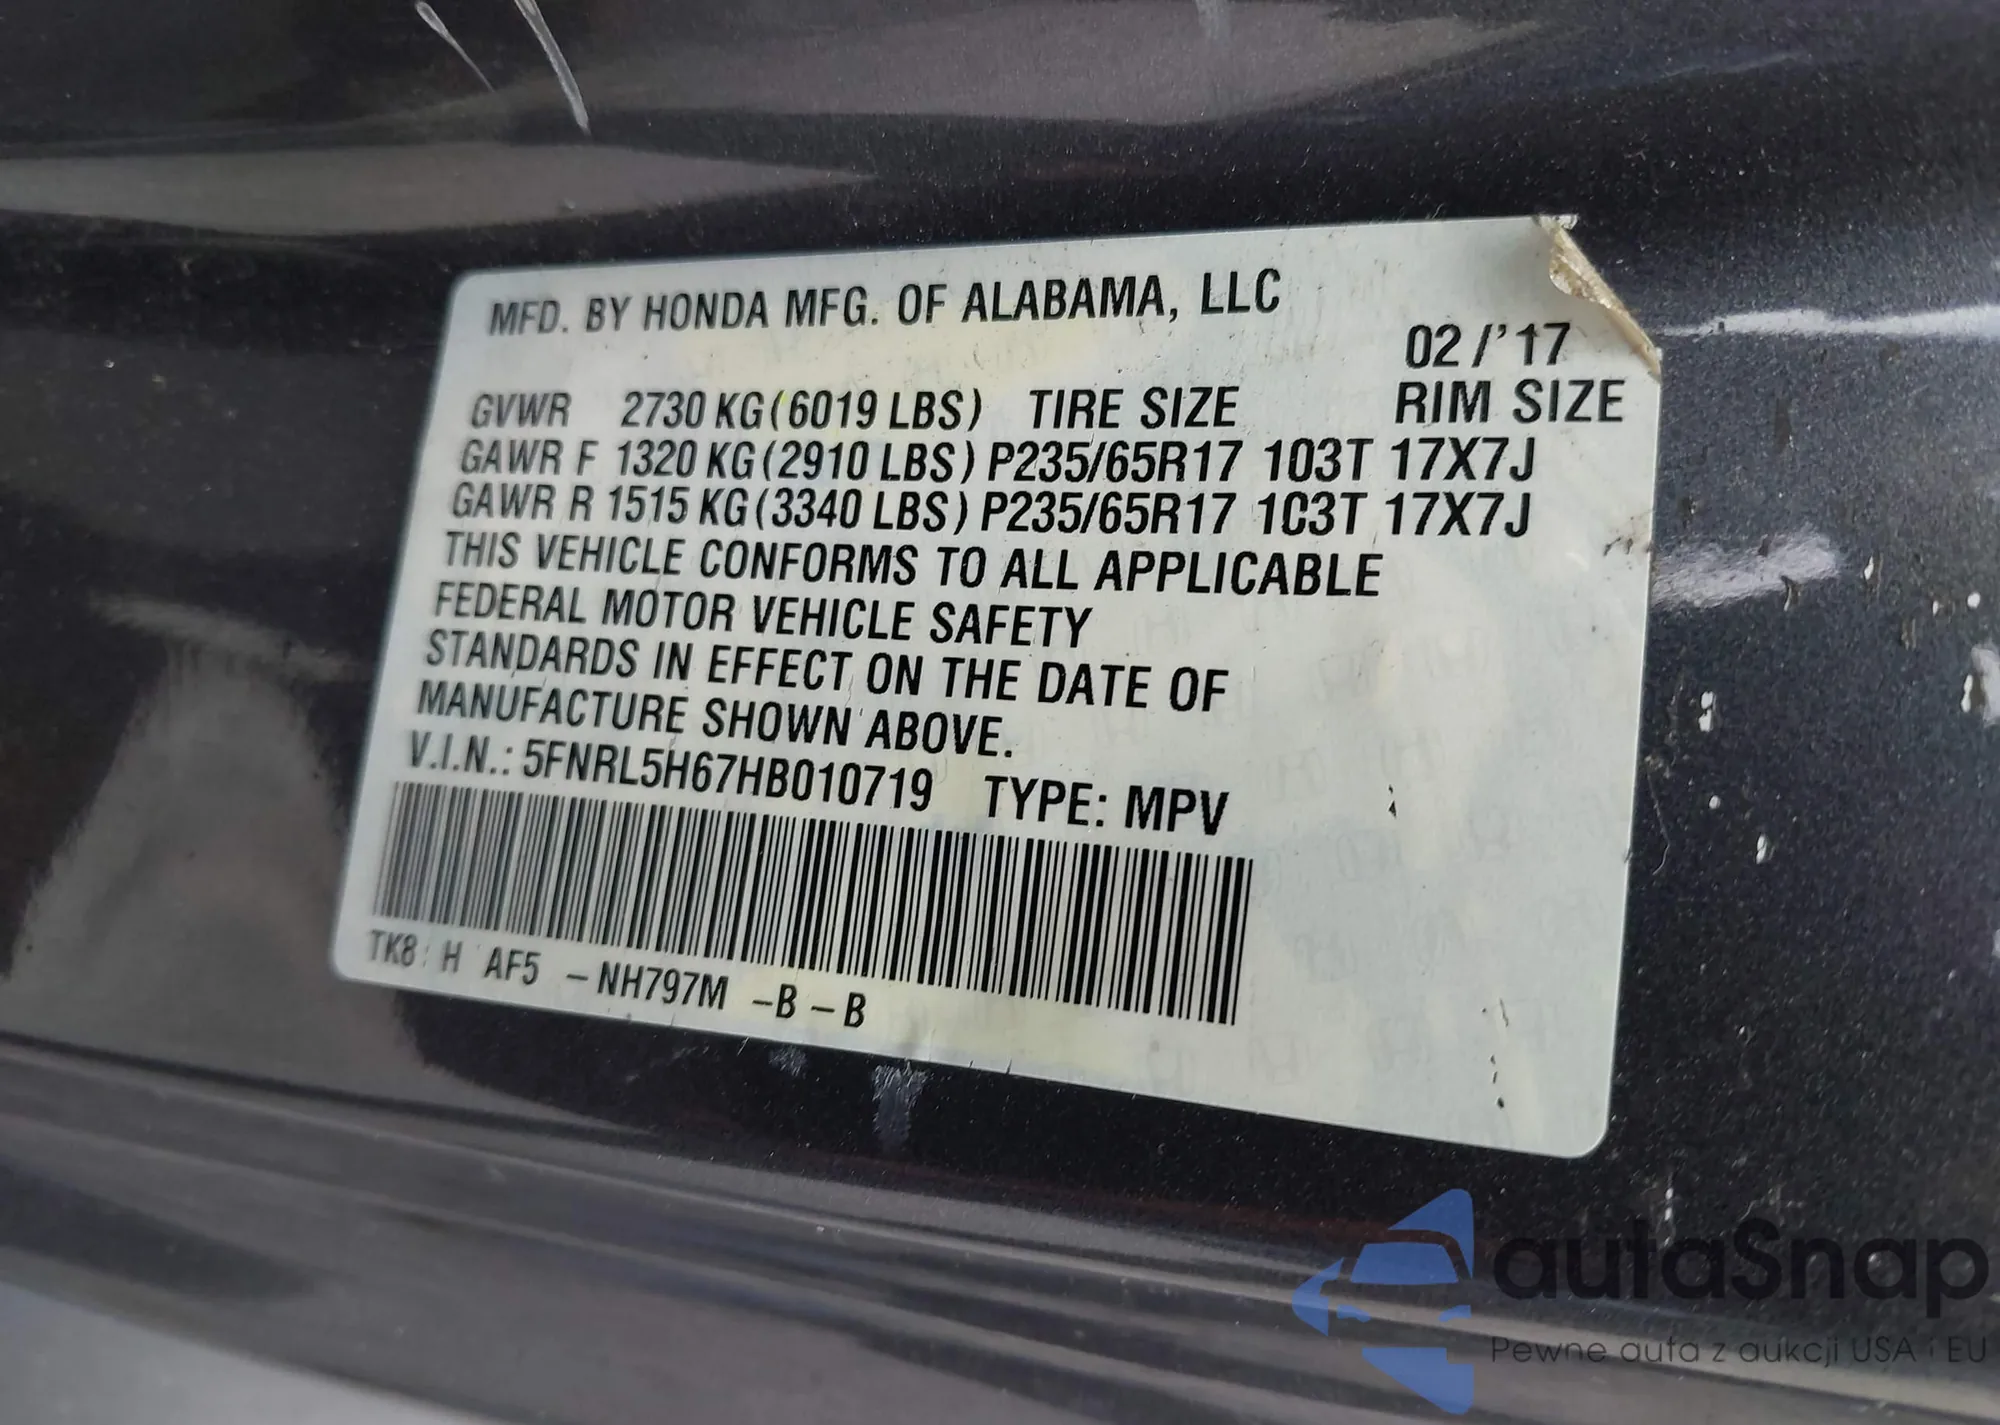 MFD. BY HONDA MFG. OF ALABAMA, LLC
02/'17
GVWR 2730 KG (6019 LBS) TIRE SIZE RIM SIZE
GAWR F 1320 KG (2910 LBS) P235/65R17 103T 17X7J
GAWR R 1515 KG (3340 LBS) P235/65R17 103T 17X7J
THIS VEHICLE CONFORMS TO ALL APPLICABLE
FEDERAL MOTOR VEHICLE SAFETY
STANDARDS IN EFFECT ON THE DATE OF
MANUFACTURE SHOWN ABOVE.
V.I.N.: 5FNRL5H67HB010719 TYPE: MPV
TK8: H AF5 -NH797M -B-B
autaSnap
Pewne auta z aukcji USA i EU